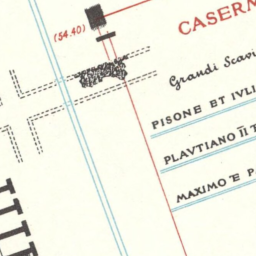 (54.40)
CASERM
Grandi Scavi
PISONE ET IVLI
PLAVTIANO II T
MAXIMO E P